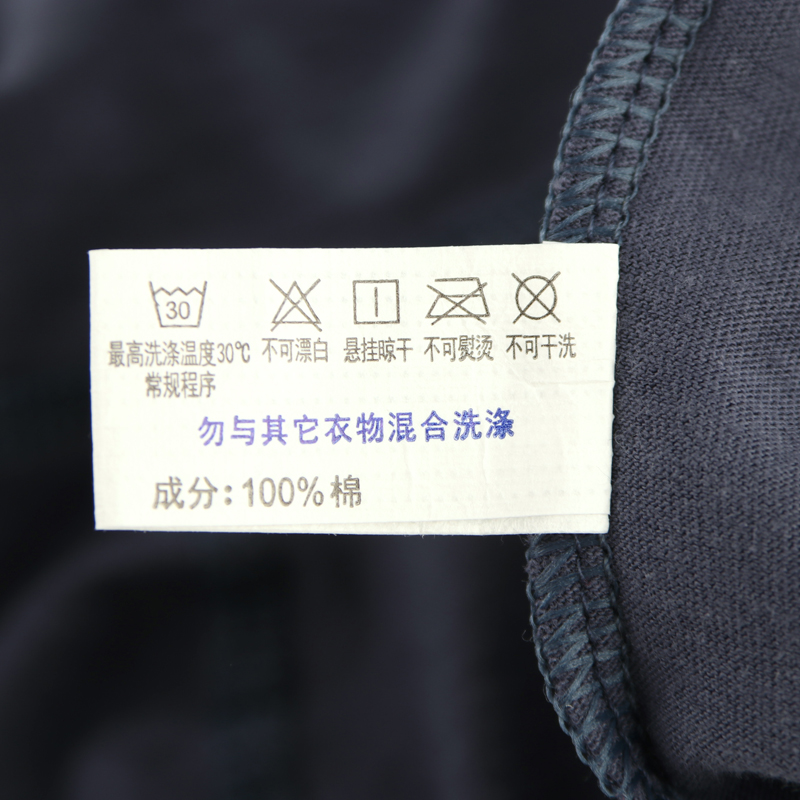 30
最高洗涤温度30℃ 不可漂白 悬挂晾干 不可熨烫 不可干洗
常规程序
勿与其它衣物混合洗涤
成分:100%棉